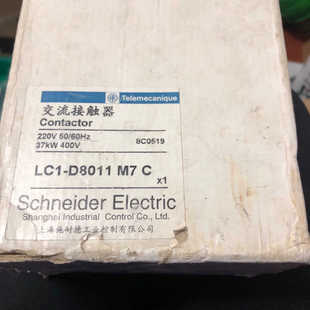 Telemecanique
交流接触器
Contactor
220V 50/60Hz
37kW 400V 8C0519
LC1-D8011 M7 C
x1
Schneider Electric
Shanghai Industrial Control Co., Ltd.
上海施耐德工业控制有限公司